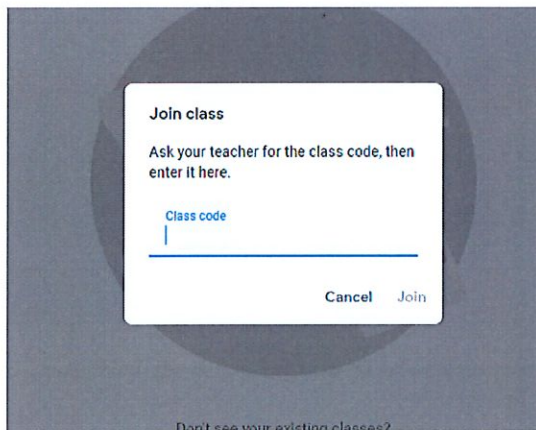 Join class
Ask your teacher for the class code, then
enter it here.
Class code
Cancel Join
Don't see your existing classes?